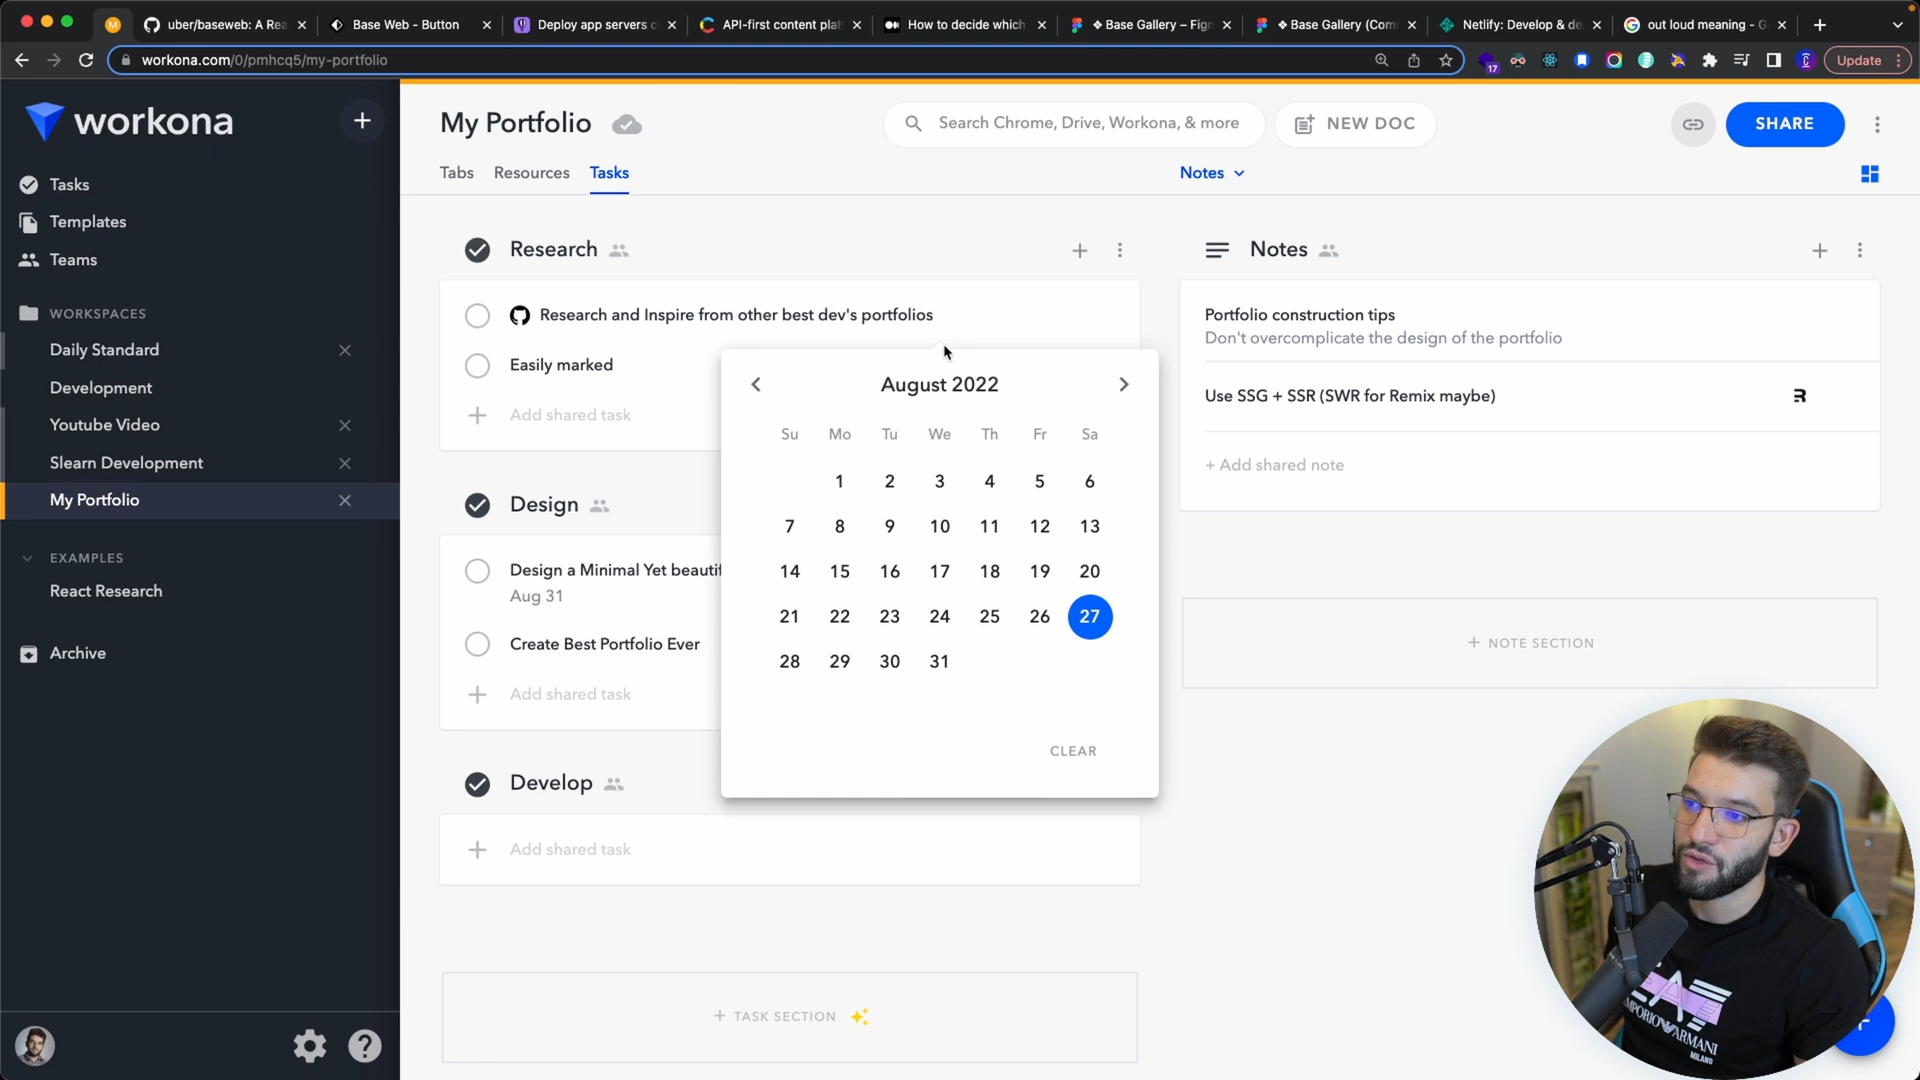 uber/baseweb: A Rea
Base Web - Button
Deploy app servers c
API-first content plat
How to decide which
❖ Base Gallery – Fign
❖ Base Gallery (Com
Netlify: Develop & de
out loud meaning - G
workona.com/0/pmhcq5/my-portfolio
17
Update
workona
My Portfolio
Search Chrome, Drive, Workona, & more
NEW DOC
SHARE
Tasks
Templates
Teams
WORKSPACES
Daily Standard
Development
Youtube Video
Slearn Development
My Portfolio
EXAMPLES
React Research
Archive
Tabs Resources Tasks
Notes
Research
Research and Inspire from other best dev's portfolios
Easily marked
Add shared task
Design
Design a Minimal Yet beautif
Aug 31
Create Best Portfolio Ever
Add shared task
Develop
Add shared task
+ TASK SECTION
August 2022
Su Mo Tu We Th Fr Sa
1 2 3 4 5 6
7 8 9 10 11 12 13
14 15 16 17 18 19 20
21 22 23 24 25 26 27
28 29 30 31
CLEAR
Notes
Portfolio construction tips
Don't overcomplicate the design of the portfolio
Use SSG + SSR (SWR for Remix maybe)
+ Add shared note
+ NOTE SECTION
EMPORIO ARMANI
MILANO